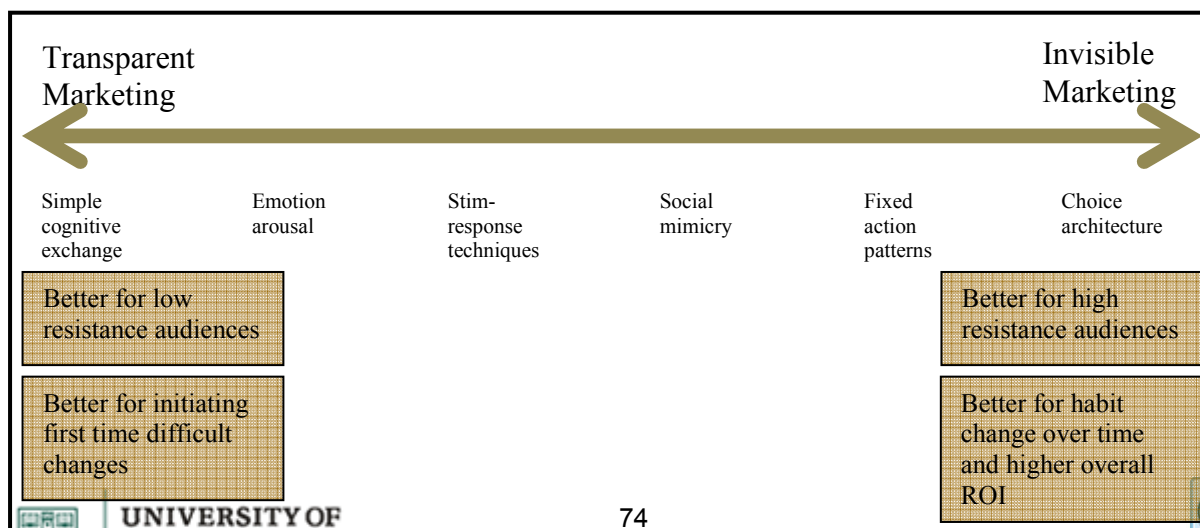 Transparent
Marketing
Invisible
Marketing
Simple
cognitive
exchange
Emotion
arousal
Stim-
response
techniques
Social
mimicry
Fixed
action
patterns
Choice
architecture
Better for low
resistance audiences
Better for high
resistance audiences
Better for initiating
first time difficult
changes
Better for habit
change over time
and higher overall
ROI
UNIVERSITY OF
74